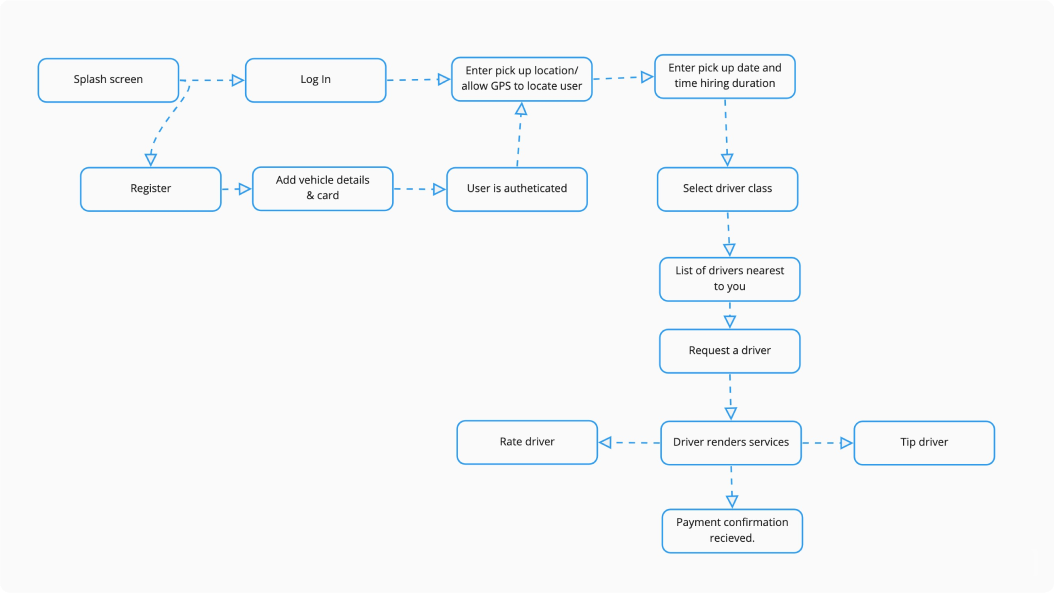 Splash screen
Log In
Enter pick up location/
allow GPS to locate user
Enter pick up date and
time hiring duration
Register
Add vehicle details
& card
User is autheticated
Select driver class
List of drivers nearest
to you
Request a driver
Rate driver
Driver renders services
Tip driver
Payment confirmation
recieved.